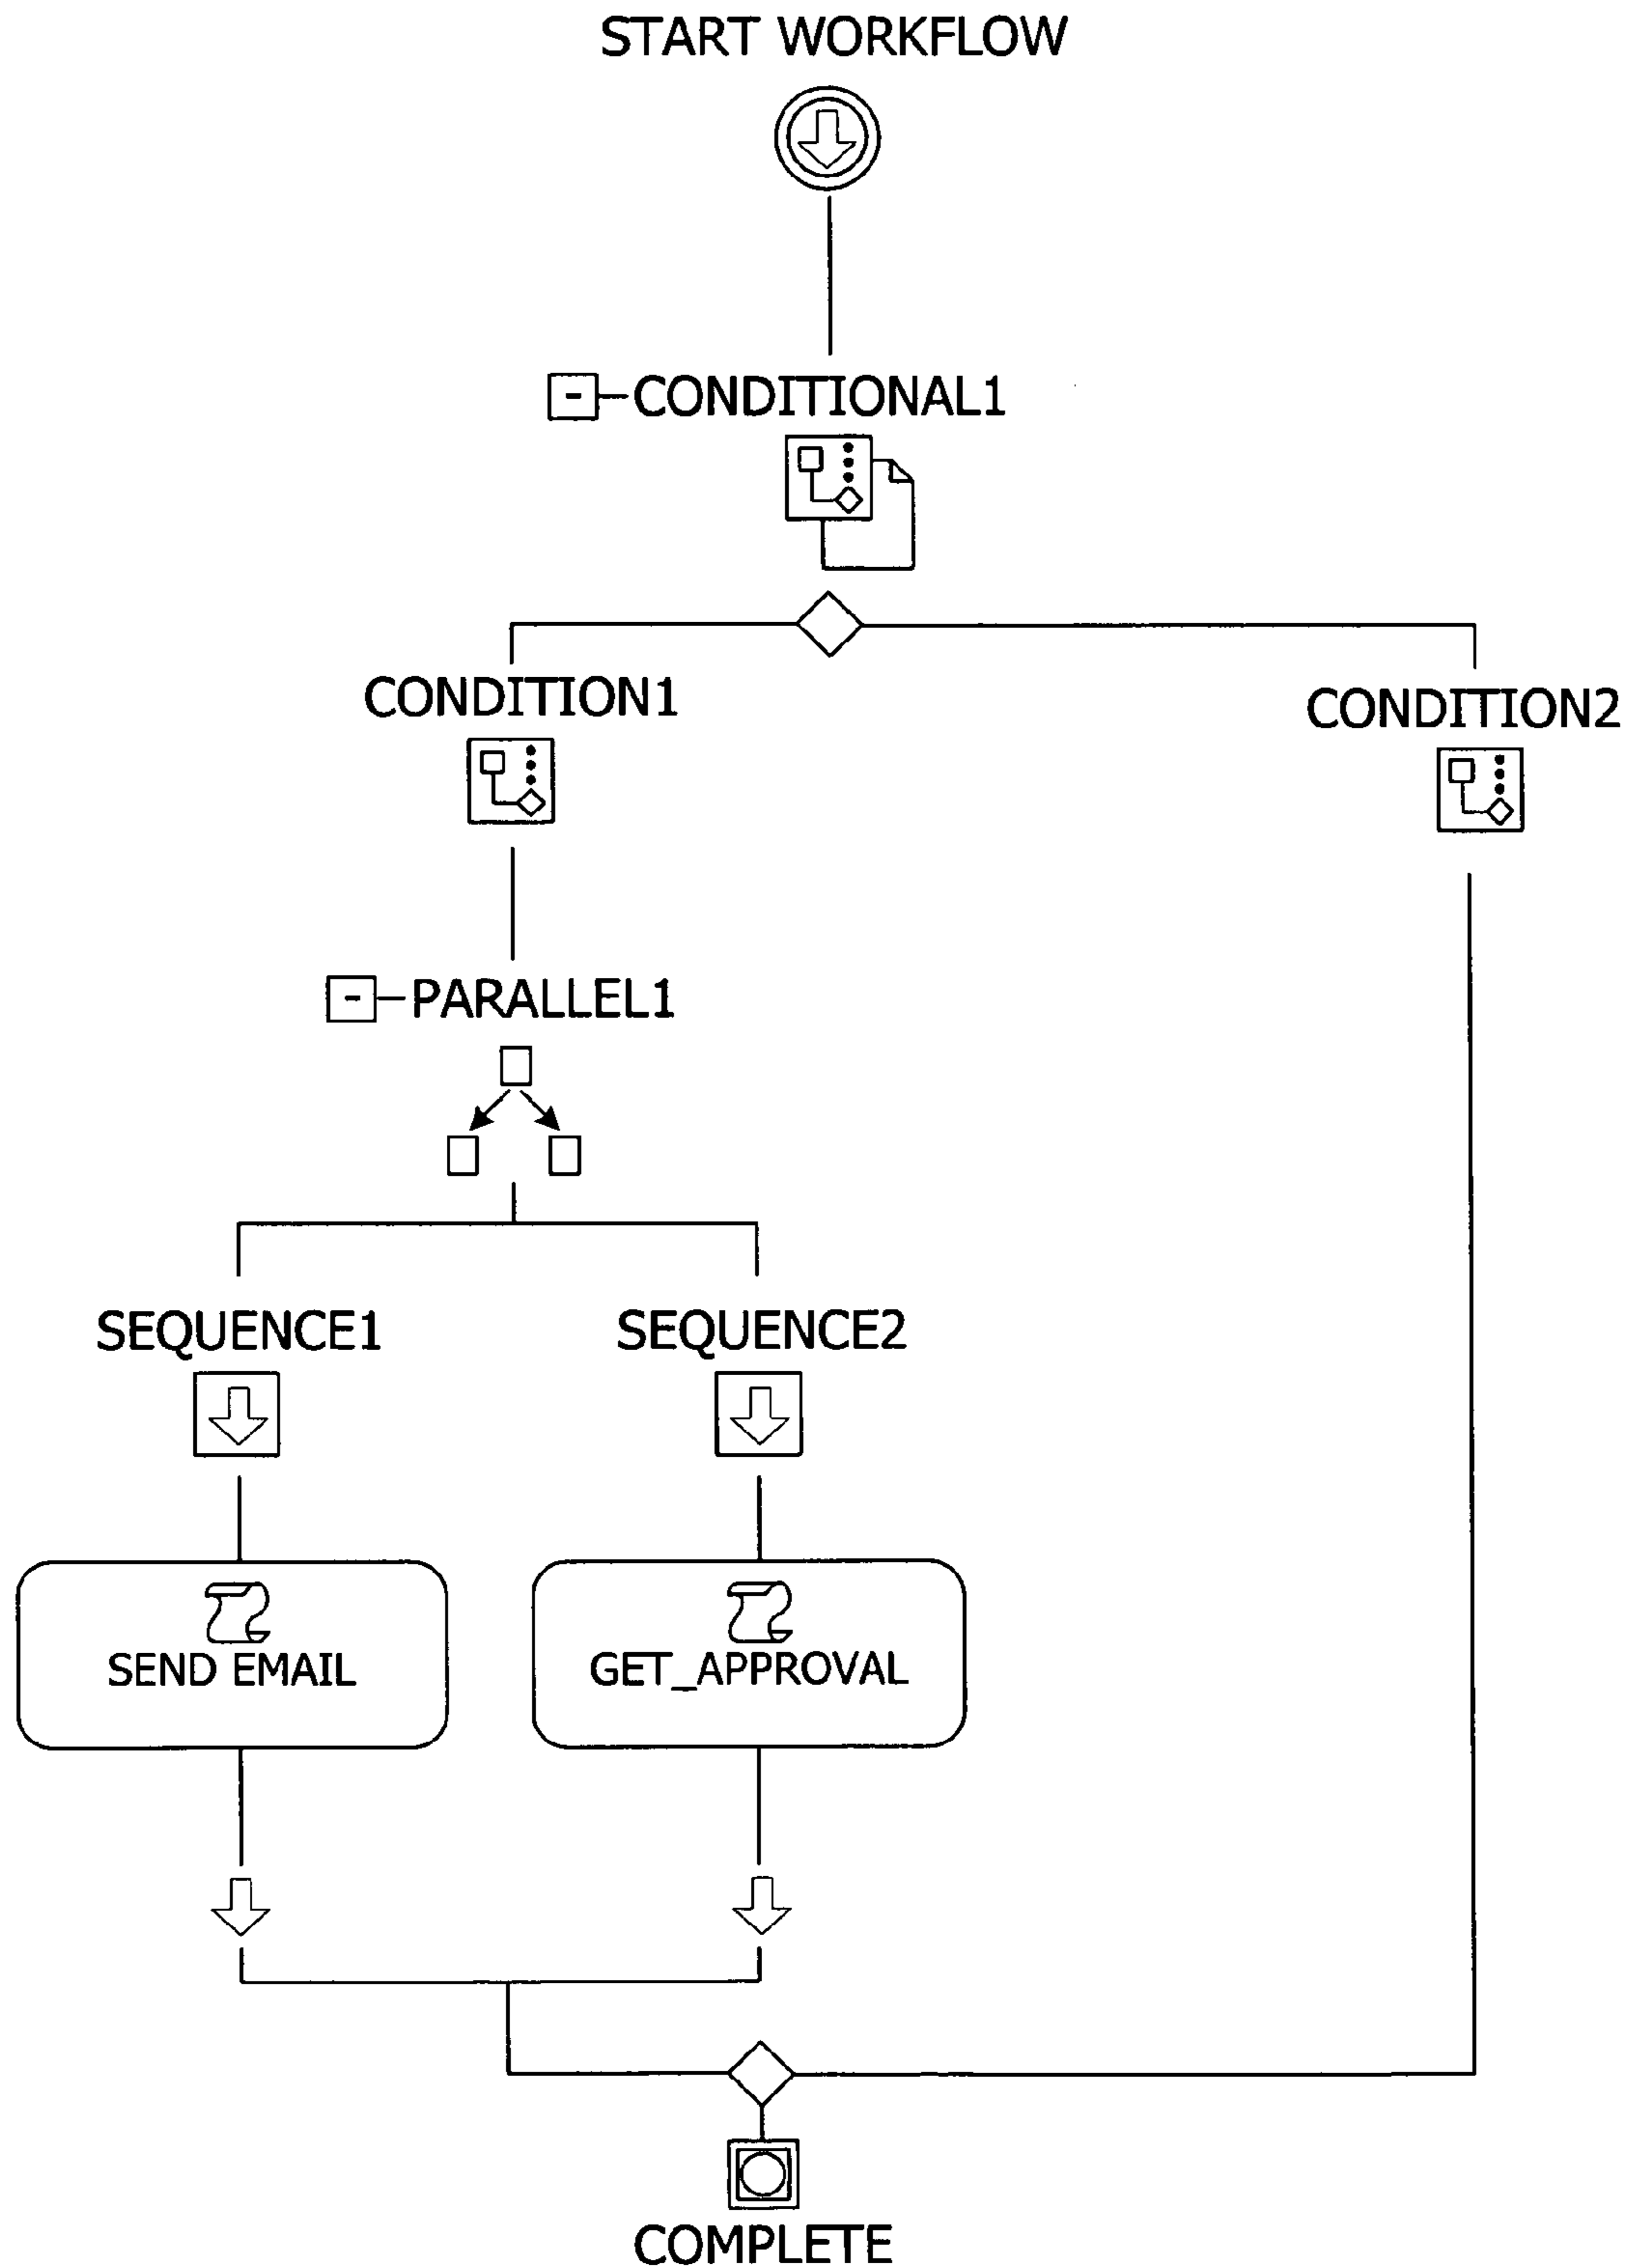 START WORKFLOW
CONDITIONAL1
CONDITION1
CONDITION2
PARALLEL1
SEQUENCE1
SEQUENCE2
SEND EMAIL
GET_APPROVAL
COMPLETE